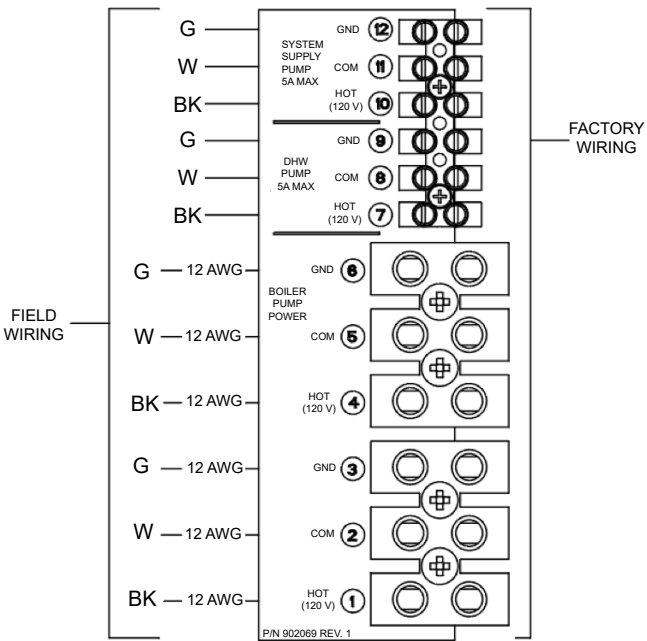 G
W
BK
G
W
BK
G — 12 AWG
W — 12 AWG
BK — 12 AWG
G — 12 AWG
W — 12 AWG
BK — 12 AWG
FIELD
WIRING
SYSTEM
SUPPLY
PUMP
5A MAX
GND 12
COM 11
HOT
(120 V) 10
DHW
PUMP
5A MAX
GND 9
COM 8
HOT
(120 V) 7
BOILER
PUMP
POWER
GND 6
COM 5
HOT
(120 V) 4
GND 3
COM 2
HOT
(120 V) 1
P/N 902069 REV. 1
FACTORY
WIRING